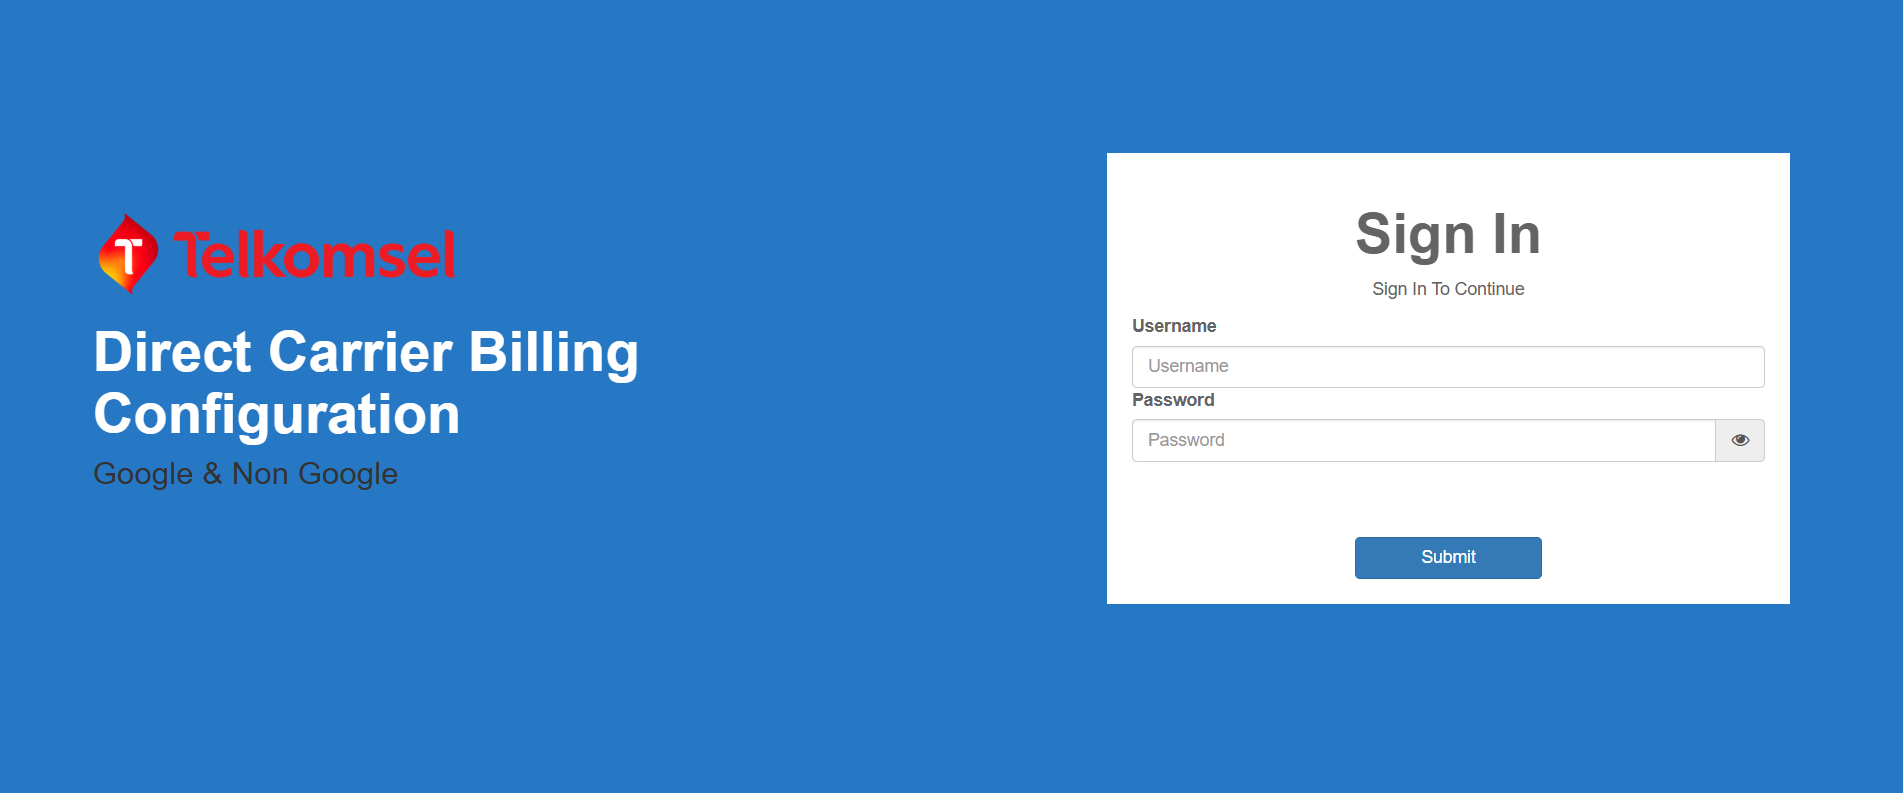 Telkomsel
Direct Carrier Billing
Configuration
Google & Non Google
Sign In
Sign In To Continue
Username
Username
Password
Password
Submit